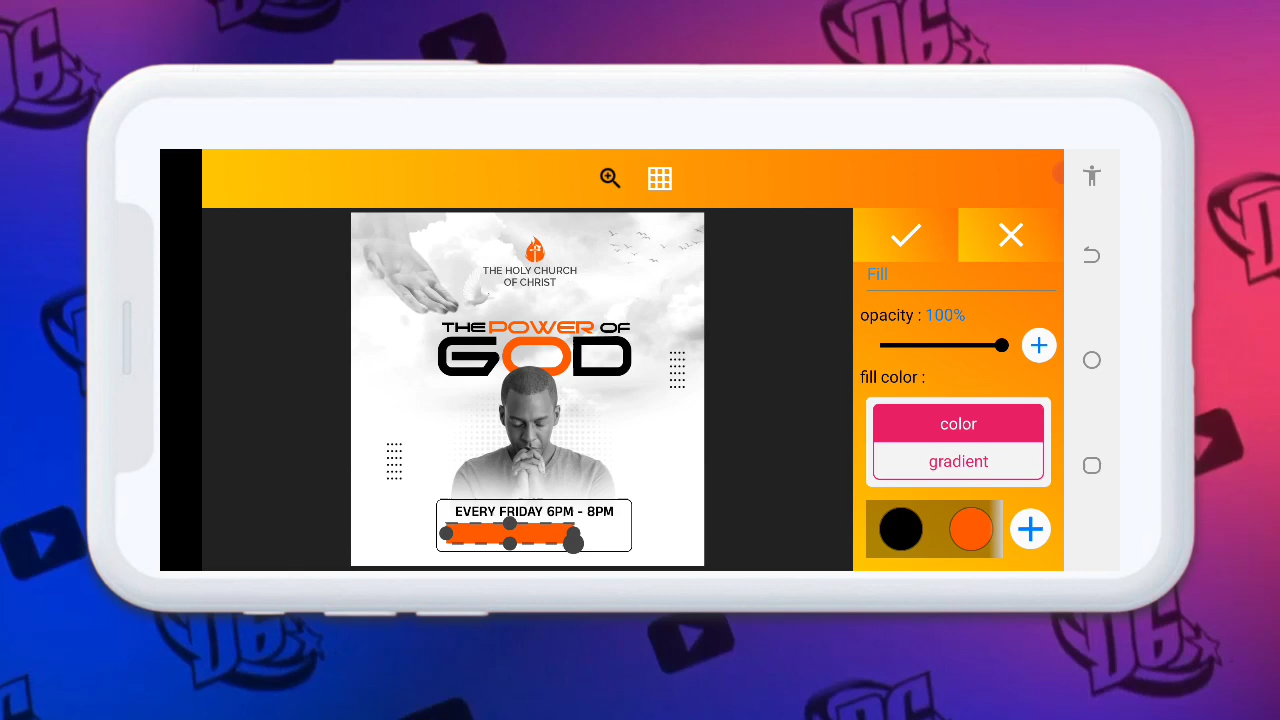 THE HOLY CHURCH
OF CHRIST
THE POWER OF
GOD
EVERY FRIDAY 6PM - 8PM
Fill
opacity : 100%
fill color :
color
gradient